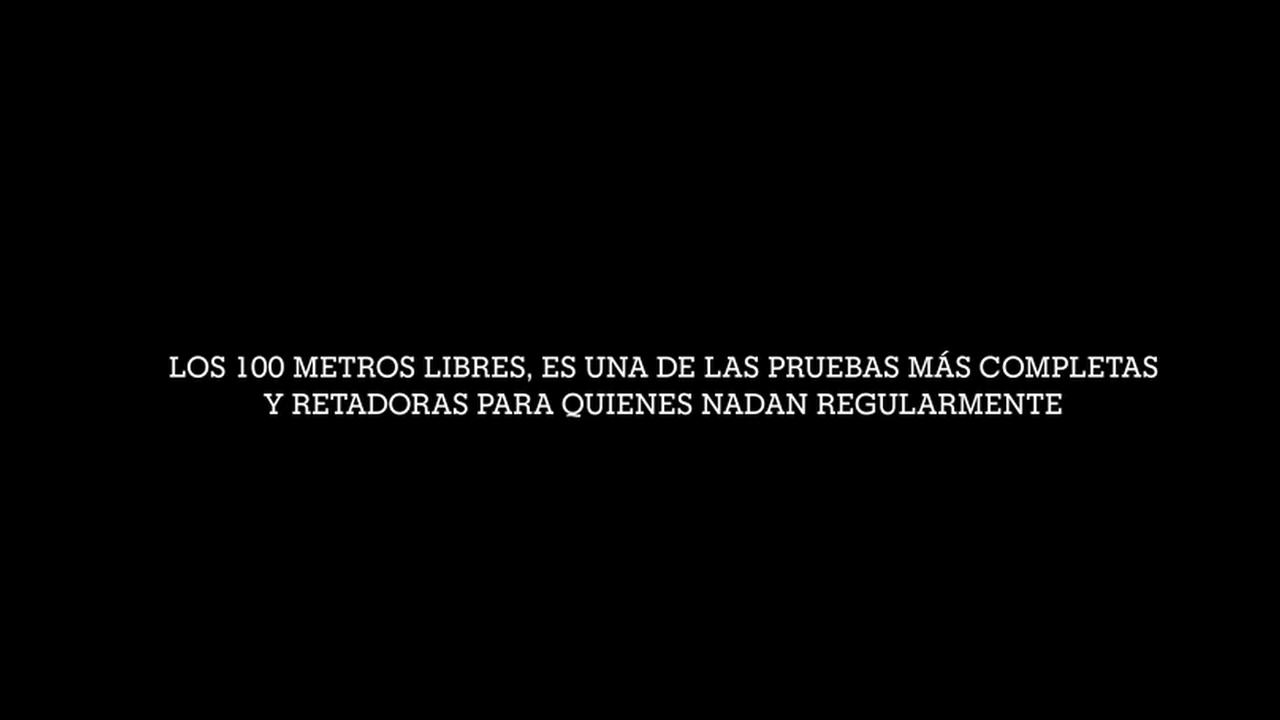 LOS 100 METROS LIBRES, ES UNA DE LAS PRUEBAS MÁS COMPLETAS
Y RETADORAS PARA QUIENES NADAN REGULARMENTE